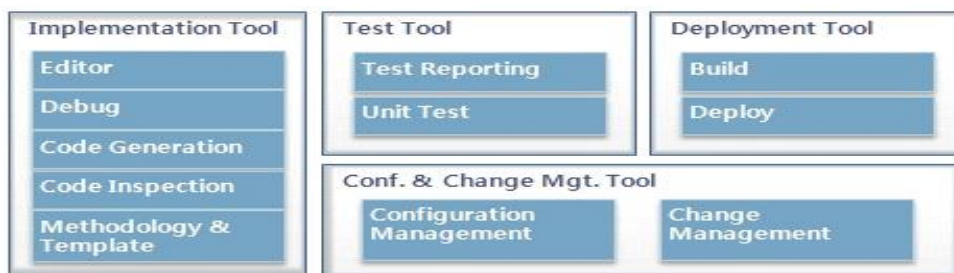 Implementation Tool
Editor
Debug
Code Generation
Code Inspection
Methodology &
Template
Test Tool
Test Reporting
Unit Test
Deployment Tool
Build
Deploy
Conf. & Change Mgt. Tool
Configuration
Management
Change
Management